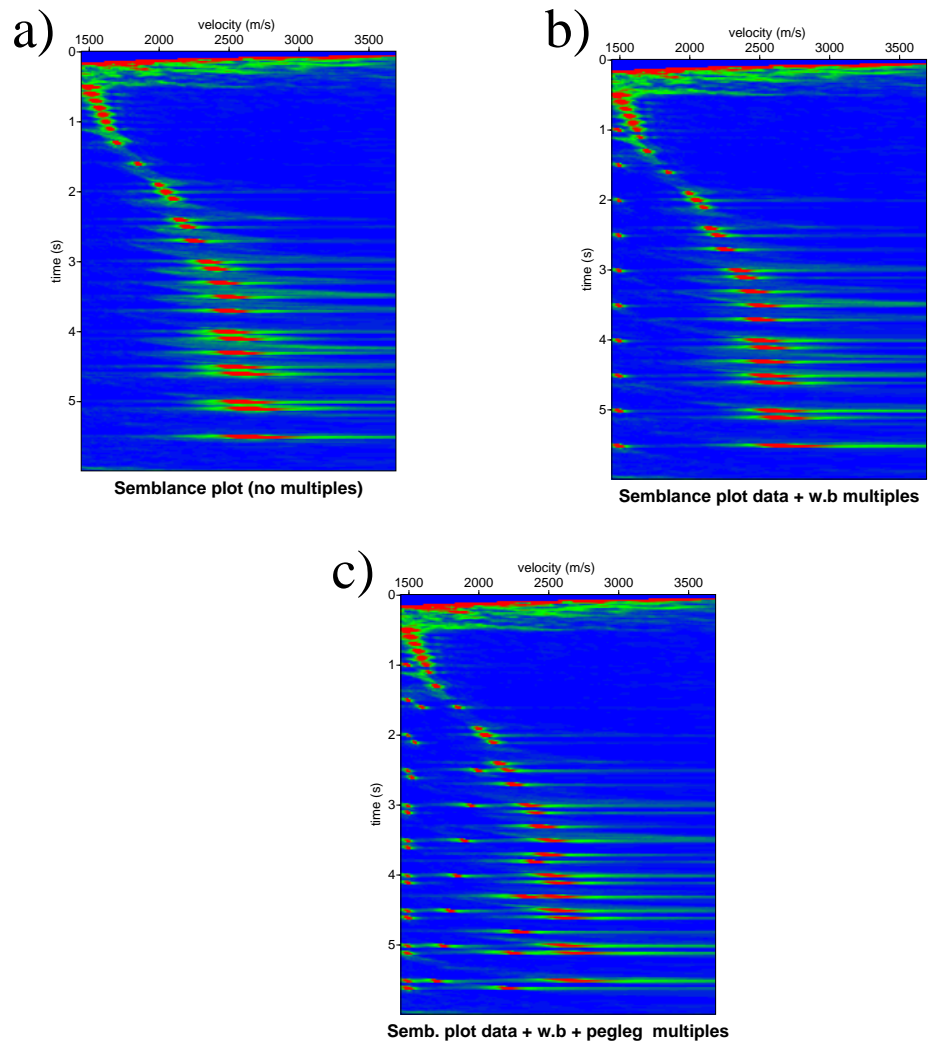 a)
velocity (m/s)
1500 2000 2500 3000 3500
0
1
2
3
4
5
time (s)
Semblance plot (no multiples)
b)
velocity (m/s)
1500 2000 2500 3000 3500
0
1
2
3
4
5
time (s)
Semblance plot data + w.b multiples
c)
velocity (m/s)
1500 2000 2500 3000 3500
0
1
2
3
4
5
time (s)
Semb. plot data + w.b + pegleg multiples